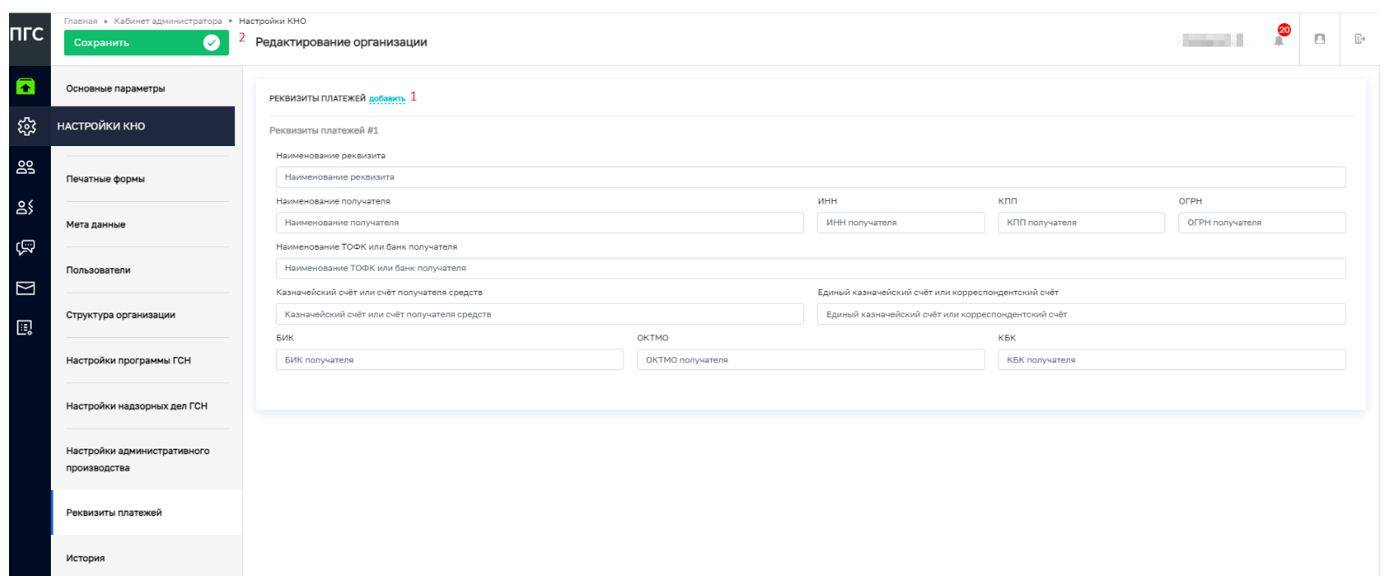 ПГС
Главная ▸ Кабинет администратора ▸ Настройки КНО
Сохранить
2 Редактирование организации
20
Основные параметры
НАСТРОЙКИ КНО
Печатные формы
Мета данные
Пользователи
Структура организации
Настройки программы ГСН
Настройки надзорных дел ГСН
Настройки административного
производства
Реквизиты платежей
История
РЕКВИЗИТЫ ПЛАТЕЖЕЙ добавить 1
Реквизиты платежей #1
Наименование реквизита
Наименование реквизита
Наименование получателя ИНН КПП ОГРН
Наименование получателя ИНН получателя КПП получателя ОГРН получателя
Наименование ТОФК или банк получателя
Наименование ТОФК или банк получателя
Казначейский счёт или счёт получателя средств Единый казначейский счёт или корреспондентский счёт
Казначейский счёт или счёт получателя средств Единый казначейский счёт или корреспондентский счёт
БИК ОКТМО КБК
БИК получателя ОКТМО получателя КБК получателя